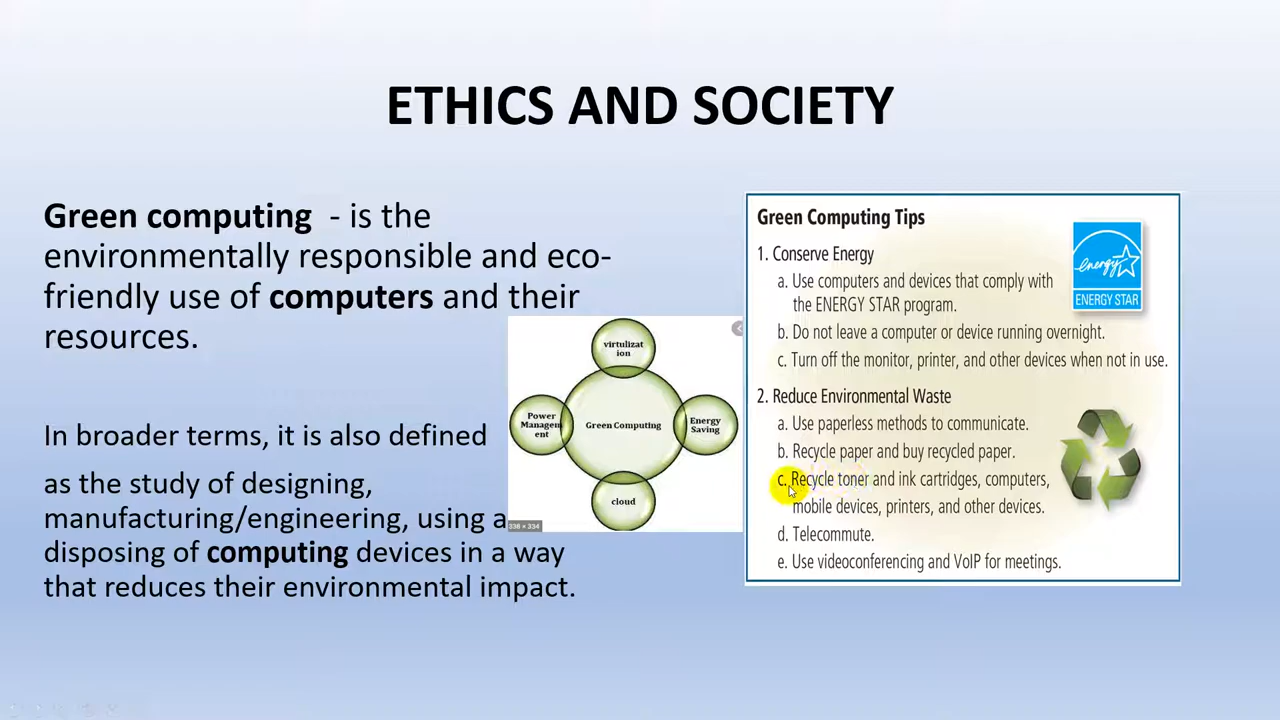 ETHICS AND SOCIETY
Green computing - is the
environmentally responsible and eco-
friendly use of computers and their
resources.
In broader terms, it is also defined
as the study of designing,
manufacturing/engineering, using a
disposing of computing devices in a way
that reduces their environmental impact.
virtulizat
ion
Power
Managem
ent
Green Computing
Energy
Saving
cloud
338 × 334
Green Computing Tips
1. Conserve Energy
a. Use computers and devices that comply with
the ENERGY STAR program.
b. Do not leave a computer or device running overnight.
c. Turn off the monitor, printer, and other devices when not in use.
2. Reduce Environmental Waste
a. Use paperless methods to communicate.
b. Recycle paper and buy recycled paper.
c. Recycle toner and ink cartridges, computers,
mobile devices, printers, and other devices.
d. Telecommute.
e. Use videoconferencing and VoIP for meetings.
energy
ENERGY STAR